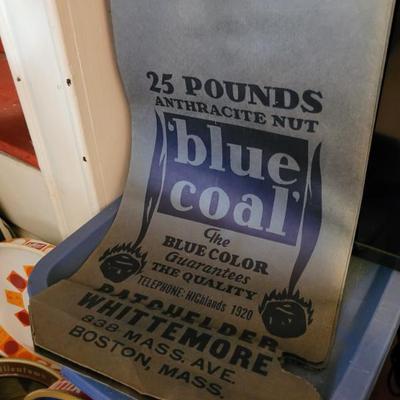 25 POUNDS
ANTHRACITE NUT
'blue
coal'
The
BLUE COLOR
Guarantees
THE QUALITY
TELEPHONE: HIGhlands 1920
BATCHELDER
WHITTEMORE
838 MASS. AVE.
BOSTON, MASS.